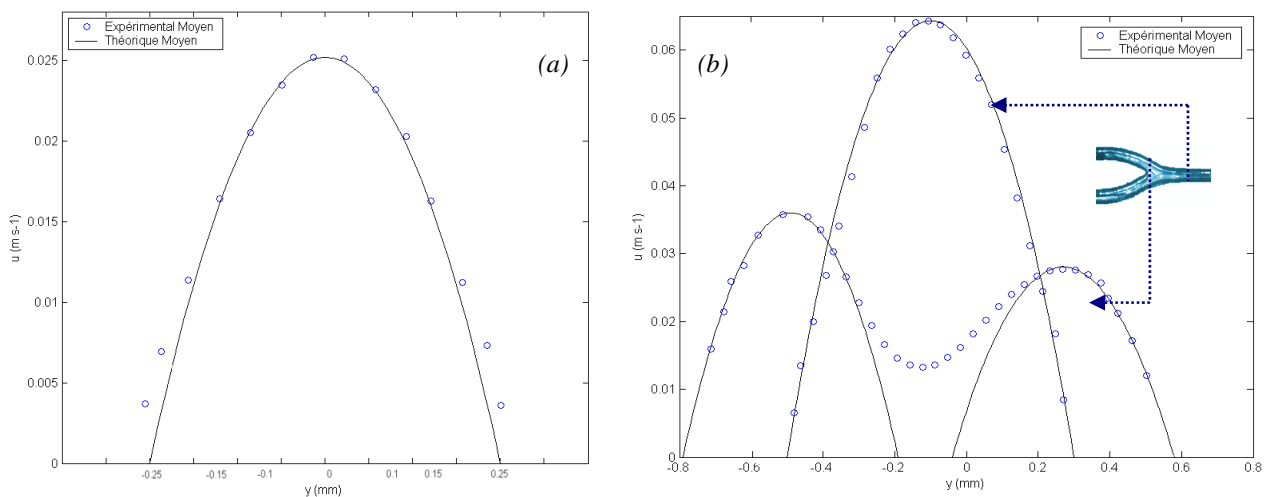 Expérimental Moyen
Théorique Moyen
(a)
0.025
0.02
0.015
0.01
0.005
0
u (m s-1)
-0.25 -0.15 -0.1 0 0.1 0.15 0.25
y (mm)
Expérimental Moyen
Théorique Moyen
(b)
0.06
0.05
0.04
0.03
0.02
0.01
0
u (m s-1)
-0.8 -0.6 -0.4 -0.2 0 0.2 0.4 0.6 0.8
y (mm)